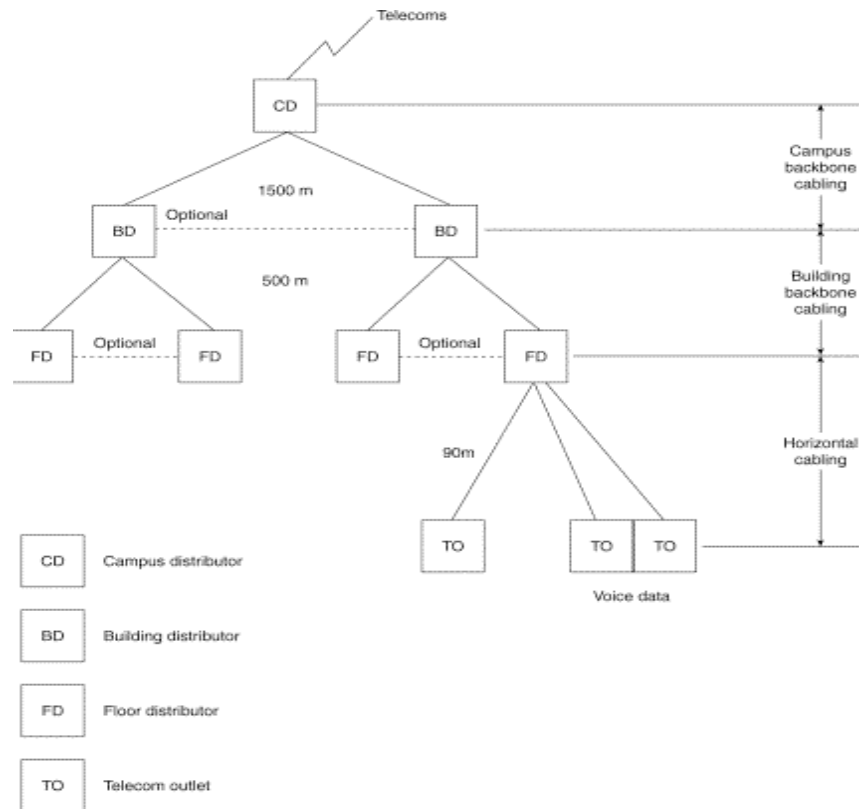 Telecoms
CD
Campus
backbone
cabling
1500 m
Optional
BD
BD
Building
backbone
cabling
500 m
FD
Optional
FD
FD
Optional
FD
Horizontal
cabling
90m
TO
TO
TO
Voice data
CD
Campus distributor
BD
Building distributor
FD
Floor distributor
TO
Telecom outlet